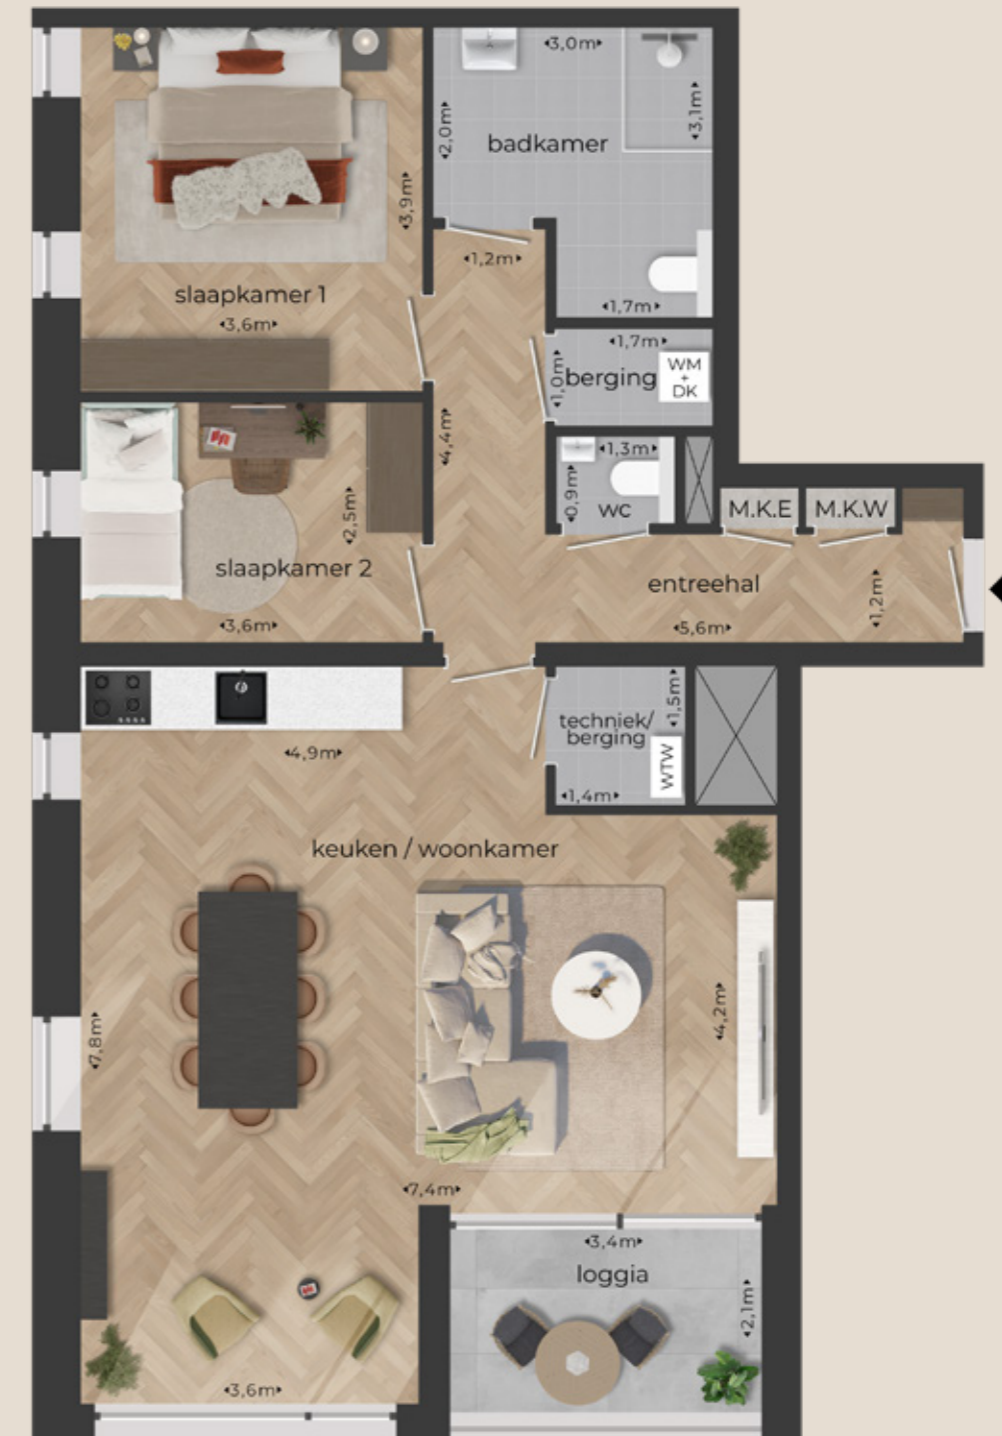 3,0m
2,0m
3,1m
badkamer
3,9m
1,2m
slaapkamer 1
3,6m
1,7m
1,7m
1,0m
berging
WM
+
DK
4,4m
1,3m
0,9m
wc
M.K.E
M.K.W
2,5m
slaapkamer 2
3,6m
entreehal
5,6m
1,2m
4,9m
techniek/
berging
1,5m
WTW
1,4m
keuken / woonkamer
7,8m
4,2m
7,4m
3,4m
loggia
2,1m
3,6m